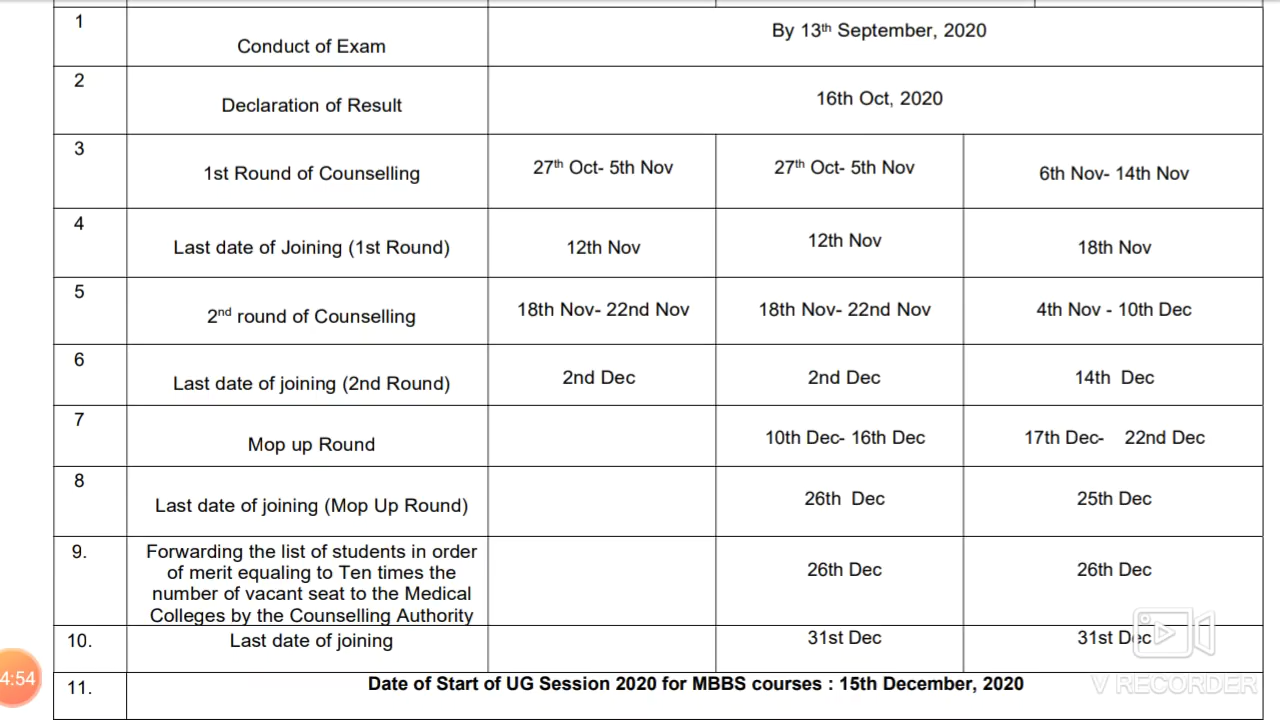 1
Conduct of Exam
By 13th September, 2020
2
Declaration of Result
16th Oct, 2020
3
1st Round of Counselling
27th Oct- 5th Nov
27th Oct- 5th Nov
6th Nov- 14th Nov
4
Last date of Joining (1st Round)
12th Nov
12th Nov
18th Nov
5
2nd round of Counselling
18th Nov- 22nd Nov
18th Nov- 22nd Nov
4th Nov - 10th Dec
6
Last date of joining (2nd Round)
2nd Dec
2nd Dec
14th Dec
7
Mop up Round
10th Dec- 16th Dec
17th Dec- 22nd Dec
8
Last date of joining (Mop Up Round)
26th Dec
25th Dec
9.
Forwarding the list of students in order
of merit equaling to Ten times the
number of vacant seat to the Medical
Colleges by the Counselling Authority
26th Dec
26th Dec
10.
Last date of joining
31st Dec
31st Dec
11.
Date of Start of UG Session 2020 for MBBS courses : 15th December, 2020
4:54
V RECORDER